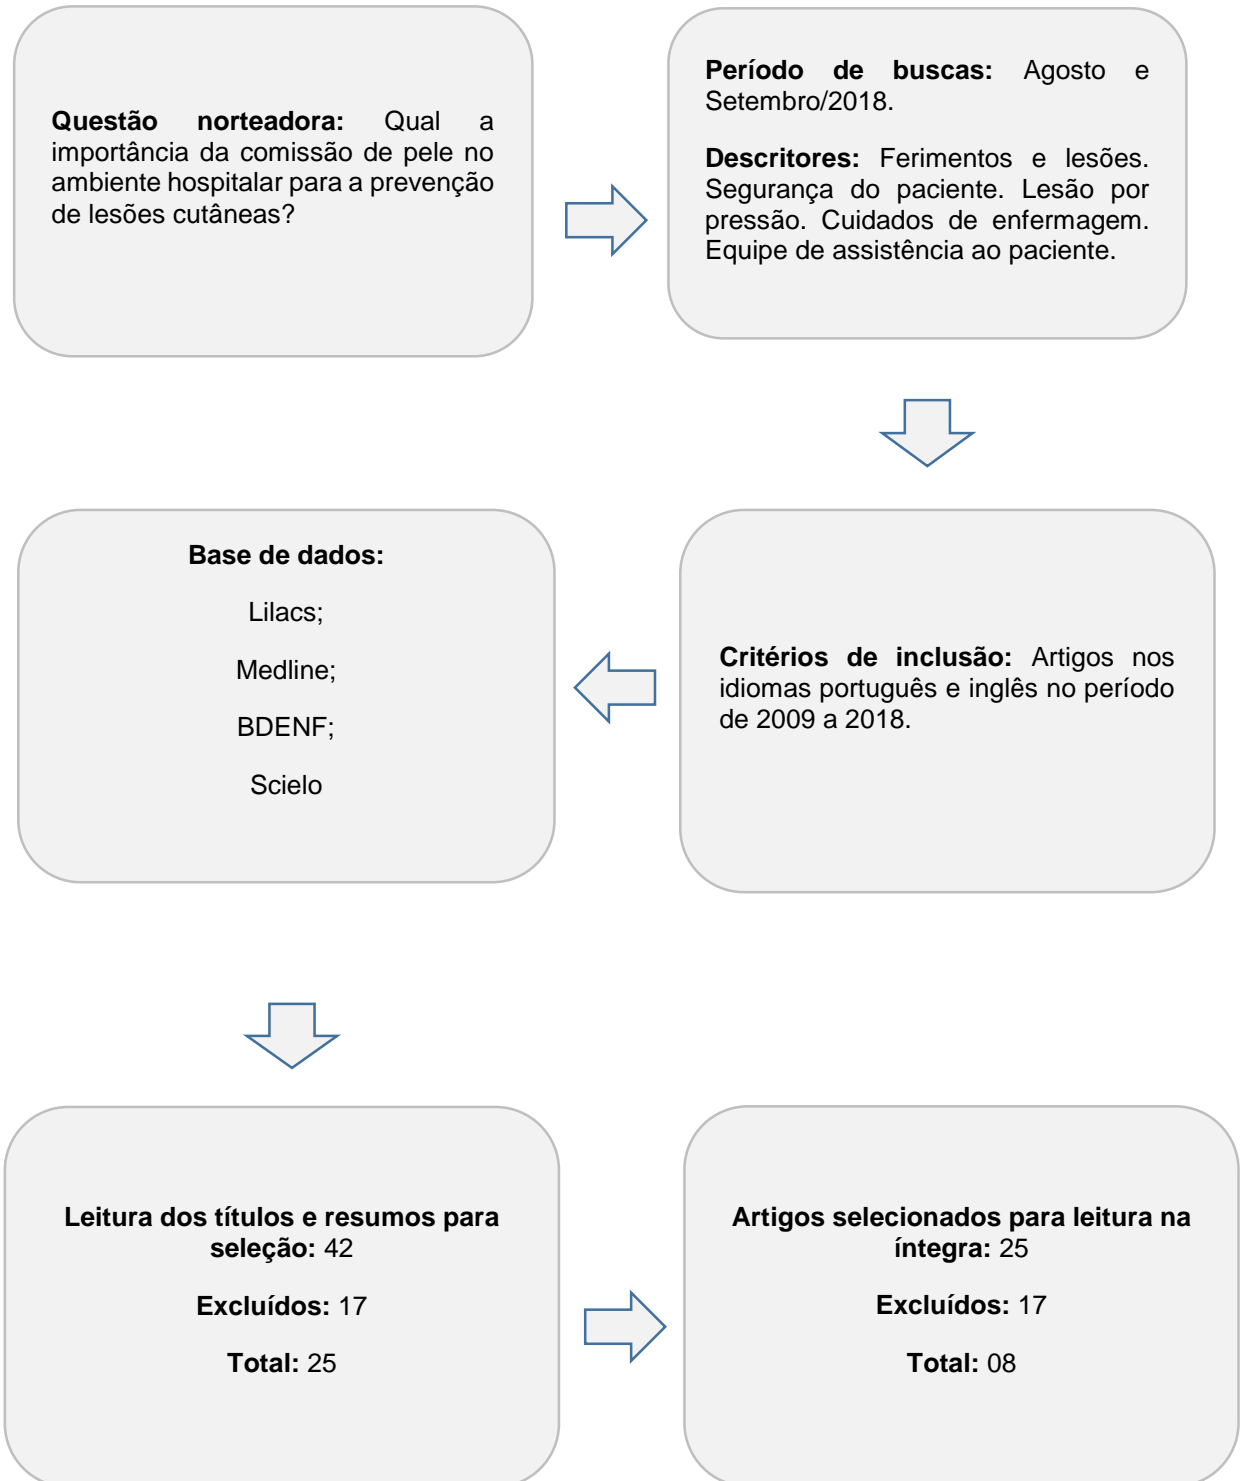 Questão norteadora: Qual a
importância da comissão de pele no
ambiente hospitalar para a prevenção
de lesões cutâneas?
Período de buscas: Agosto e
Setembro/2018.
Descritores: Ferimentos e lesões.
Segurança do paciente. Lesão por
pressão. Cuidados de enfermagem.
Equipe de assistência ao paciente.
Critérios de inclusão: Artigos nos
idiomas português e inglês no período
de 2009 a 2018.
Base de dados:
Lilacs;
Medline;
BDENF;
Scielo
Leitura dos títulos e resumos para
seleção: 42
Excluídos: 17
Total: 25
Artigos selecionados para leitura na
íntegra: 25
Excluídos: 17
Total: 08